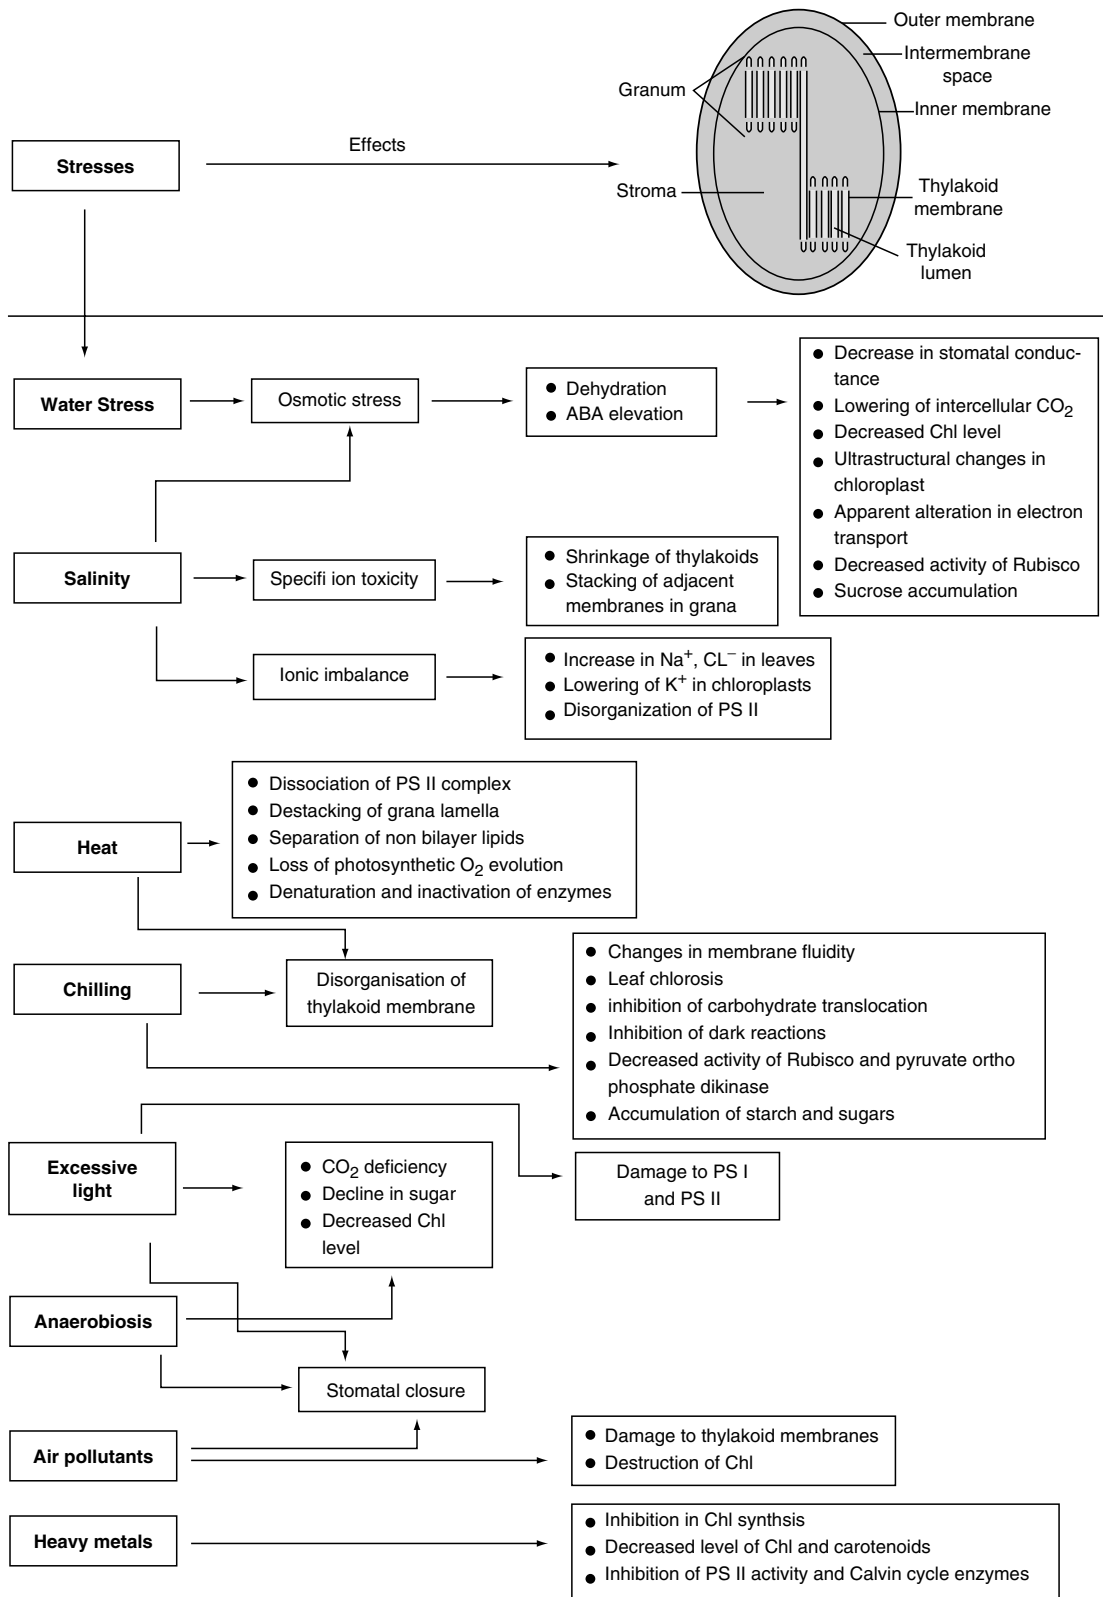 Outer membrane
Intermembrane
space
Granum
Inner membrane
Effects
Stresses
Stroma
Thylakoid
membrane
Thylakoid
lumen
Water Stress
Osmotic stress
● Dehydration
● ABA elevation
● Decrease in stomatal conduc-
tance
● Lowering of intercellular CO₂
● Decreased Chl level
● Ultrastructural changes in
chloroplast
● Apparent alteration in electron
transport
● Decreased activity of Rubisco
● Sucrose accumulation
Salinity
Specifi ion toxicity
● Shrinkage of thylakoids
● Stacking of adjacent
membranes in grana
Ionic imbalance
● Increase in Na⁺, CL⁻ in leaves
● Lowering of K⁺ in chloroplasts
● Disorganization of PS II
Heat
● Dissociation of PS II complex
● Destacking of grana lamella
● Separation of non bilayer lipids
● Loss of photosynthetic O₂ evolution
● Denaturation and inactivation of enzymes
Chilling
Disorganisation of
thylakoid membrane
● Changes in membrane fluidity
● Leaf chlorosis
● inhibition of carbohydrate translocation
● Inhibition of dark reactions
● Decreased activity of Rubisco and pyruvate ortho
phosphate dikinase
● Accumulation of starch and sugars
Excessive
light
● CO₂ deficiency
● Decline in sugar
● Decreased Chl
level
Damage to PS I
and PS II
Anaerobiosis
Stomatal closure
Air pollutants
● Damage to thylakoid membranes
● Destruction of Chl
Heavy metals
● Inhibition in Chl synthsis
● Decreased level of Chl and carotenoids
● Inhibition of PS II activity and Calvin cycle enzymes